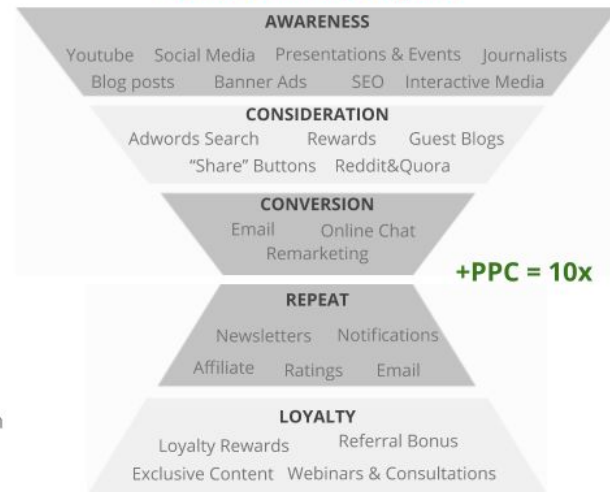 AWARENESS
Youtube Social Media Presentations & Events Journalists
Blog posts Banner Ads SEO Interactive Media
CONSIDERATION
Adwords Search Rewards Guest Blogs
“Share” Buttons Reddit&Quora
CONVERSION
Email Online Chat
Remarketing
+PPC = 10x
REPEAT
Newsletters Notifications
Affiliate Ratings Email
LOYALTY
Loyalty Rewards Referral Bonus
Exclusive Content Webinars & Consultations